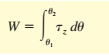 W = ∫_{θ₁}^{θ₂} τ_z dθ